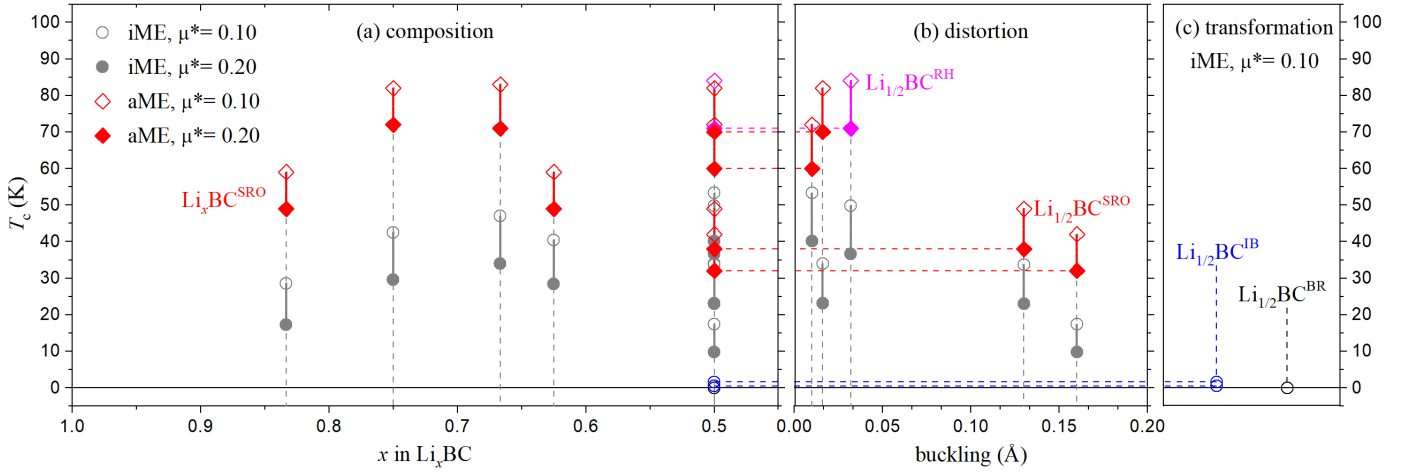 100
90
80
70
60
50
40
30
20
10
0
T_c (K)
iME, μ*= 0.10
iME, μ*= 0.20
aME, μ*= 0.10
aME, μ*= 0.20
(a) composition
Li_xBC^SRO
1.0 0.9 0.8 0.7 0.6 0.5
x in Li_xBC
(b) distortion
Li_1/2BC^RH
Li_1/2BC^SRO
0.00 0.05 0.10 0.15 0.20
buckling (Å)
(c) transformation
iME, μ*= 0.10
Li_1/2BC^IB
Li_1/2BC^BR
100
90
80
70
60
50
40
30
20
10
0